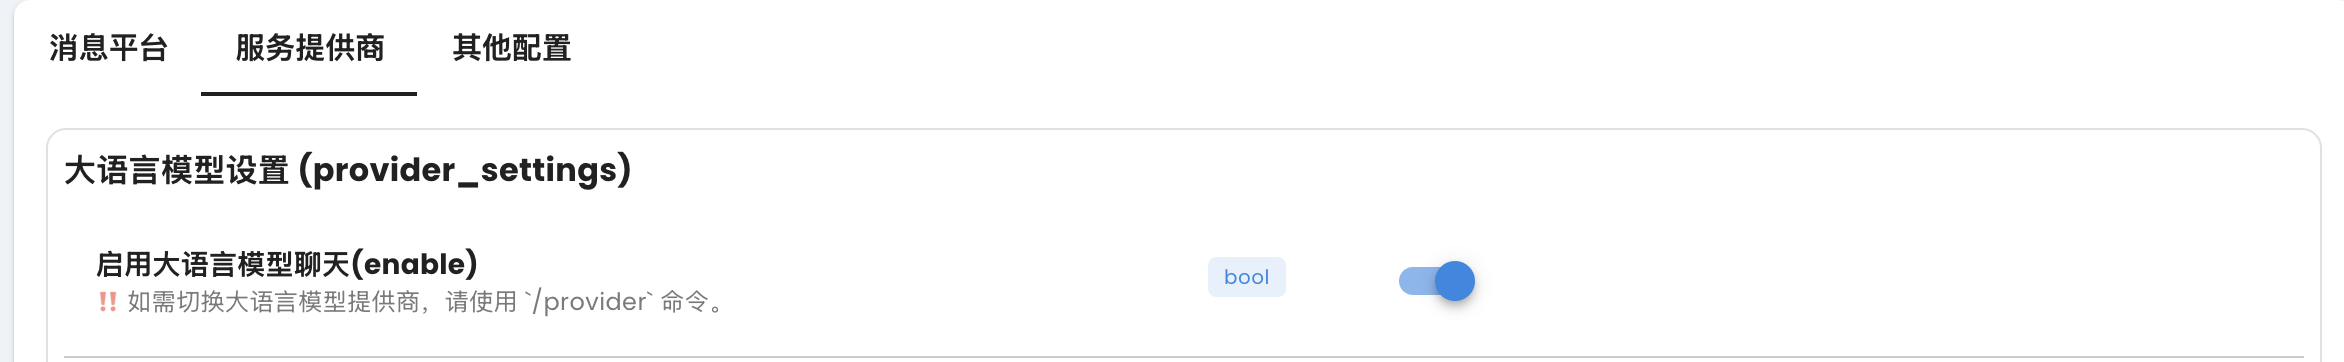 消息平台 服务提供商 其他配置
大语言模型设置 (provider_settings)
启用大语言模型聊天(enable)
‼️ 如需切换大语言模型提供商，请使用 `/provider` 命令。
bool